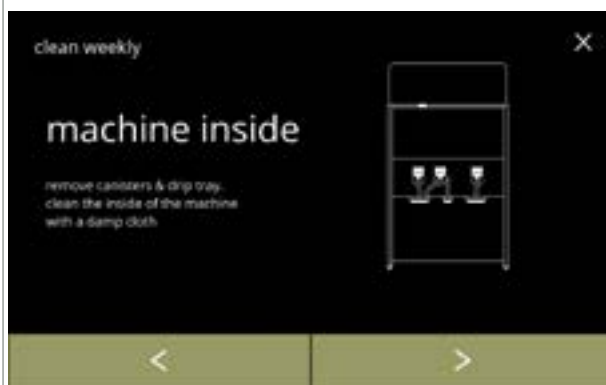 clean weekly
machine inside
remove canisters & drip tray.
clean the inside of the machine
with a damp cloth